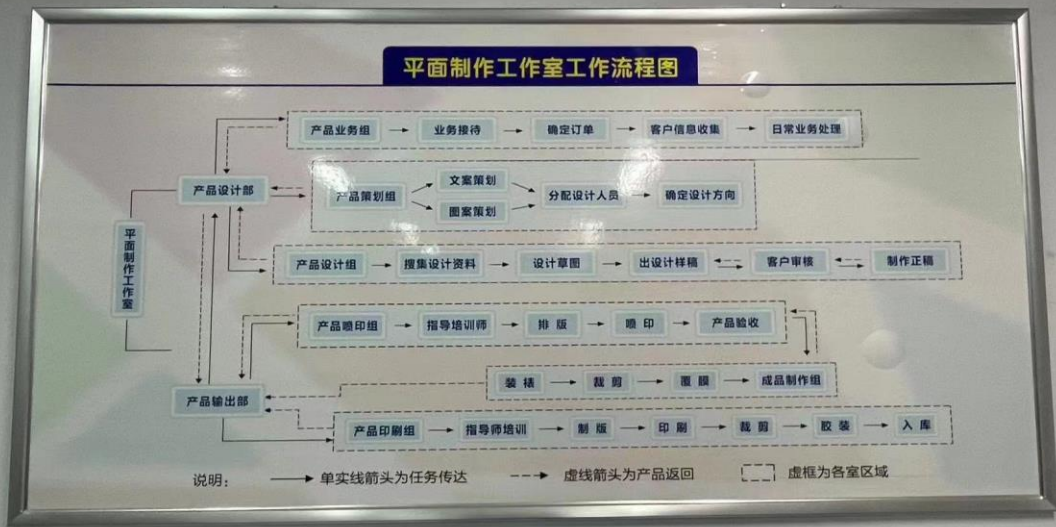 平面制作工作室工作流程图
产品业务组 业务接待 确定订单 客户信息收集 日常业务处理
产品设计部
文案策划
产品策划组 分配设计人员 确定设计方向
图案策划
平面制作工作室
产品设计组 搜集设计资料 设计草图 出设计样稿 客户审核 制作正稿
产品喷印组 指导培训师 排版 喷印 产品验收
装裱 裁剪 覆膜 成品制作组
产品输出部
产品印刷组 指导师培训 制版 印刷 裁剪 胶装 入库
说明: 单实线箭头为任务传达 虚线箭头为产品返回 虚框为各室区域